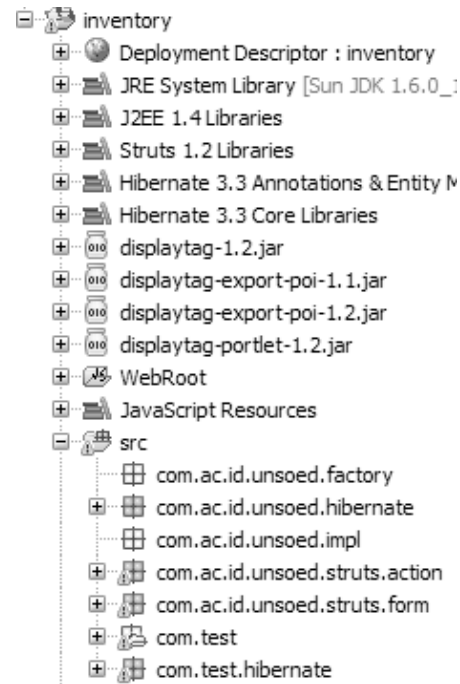 inventory
Deployment Descriptor : inventory
JRE System Library [Sun JDK 1.6.0_1
J2EE 1.4 Libraries
Struts 1.2 Libraries
Hibernate 3.3 Annotations & Entity M
Hibernate 3.3 Core Libraries
displaytag-1.2.jar
displaytag-export-poi-1.1.jar
displaytag-export-poi-1.2.jar
displaytag-portlet-1.2.jar
WebRoot
JavaScript Resources
src
com.ac.id.unsoed.factory
com.ac.id.unsoed.hibernate
com.ac.id.unsoed.impl
com.ac.id.unsoed.struts.action
com.ac.id.unsoed.struts.form
com.test
com.test.hibernate